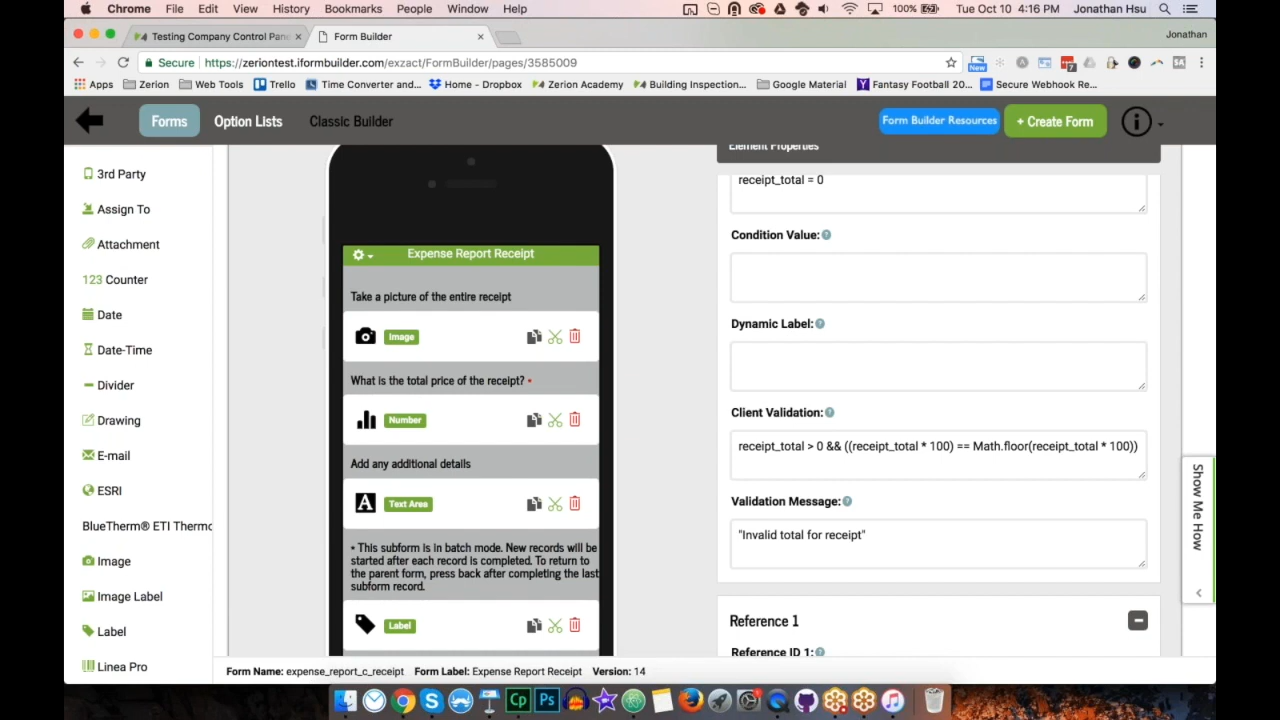 Chrome File Edit View History Bookmarks People Window Help 100% Tue Oct 10 4:16 PM Jonathan Hsu
Testing Company Control Pane × Form Builder × Jonathan
Secure https://zeriontest.iformbuilder.com/exzact/FormBuilder/pages/3585009 New 7
Apps Zerion Web Tools Trello Time Converter and... Home - Dropbox Zerion Academy Building Inspection... Google Material Fantasy Football 20... Secure Webhook Re...
Forms Option Lists Classic Builder Form Builder Resources + Create Form
3rd Party
Assign To
Attachment
123 Counter
Date
Date-Time
Divider
Drawing
E-mail
ESRI
BlueTherm® ETI Thermo
Image
Image Label
Label
Linea Pro
Expense Report Receipt
Take a picture of the entire receipt
Image
What is the total price of the receipt? *
Number
Add any additional details
Text Area
* This subform is in batch mode. New records will be
started after each record is completed. To return to
the parent form, press back after completing the last
subform record.
Label
Element Properties
receipt_total = 0
Condition Value:
Dynamic Label:
Client Validation:
receipt_total > 0 && ((receipt_total * 100) == Math.floor(receipt_total * 100))
Validation Message:
"Invalid total for receipt"
Reference 1
Reference ID 1:
Show Me How
Form Name: expense_report_c_receipt Form Label: Expense Report Receipt Version: 14